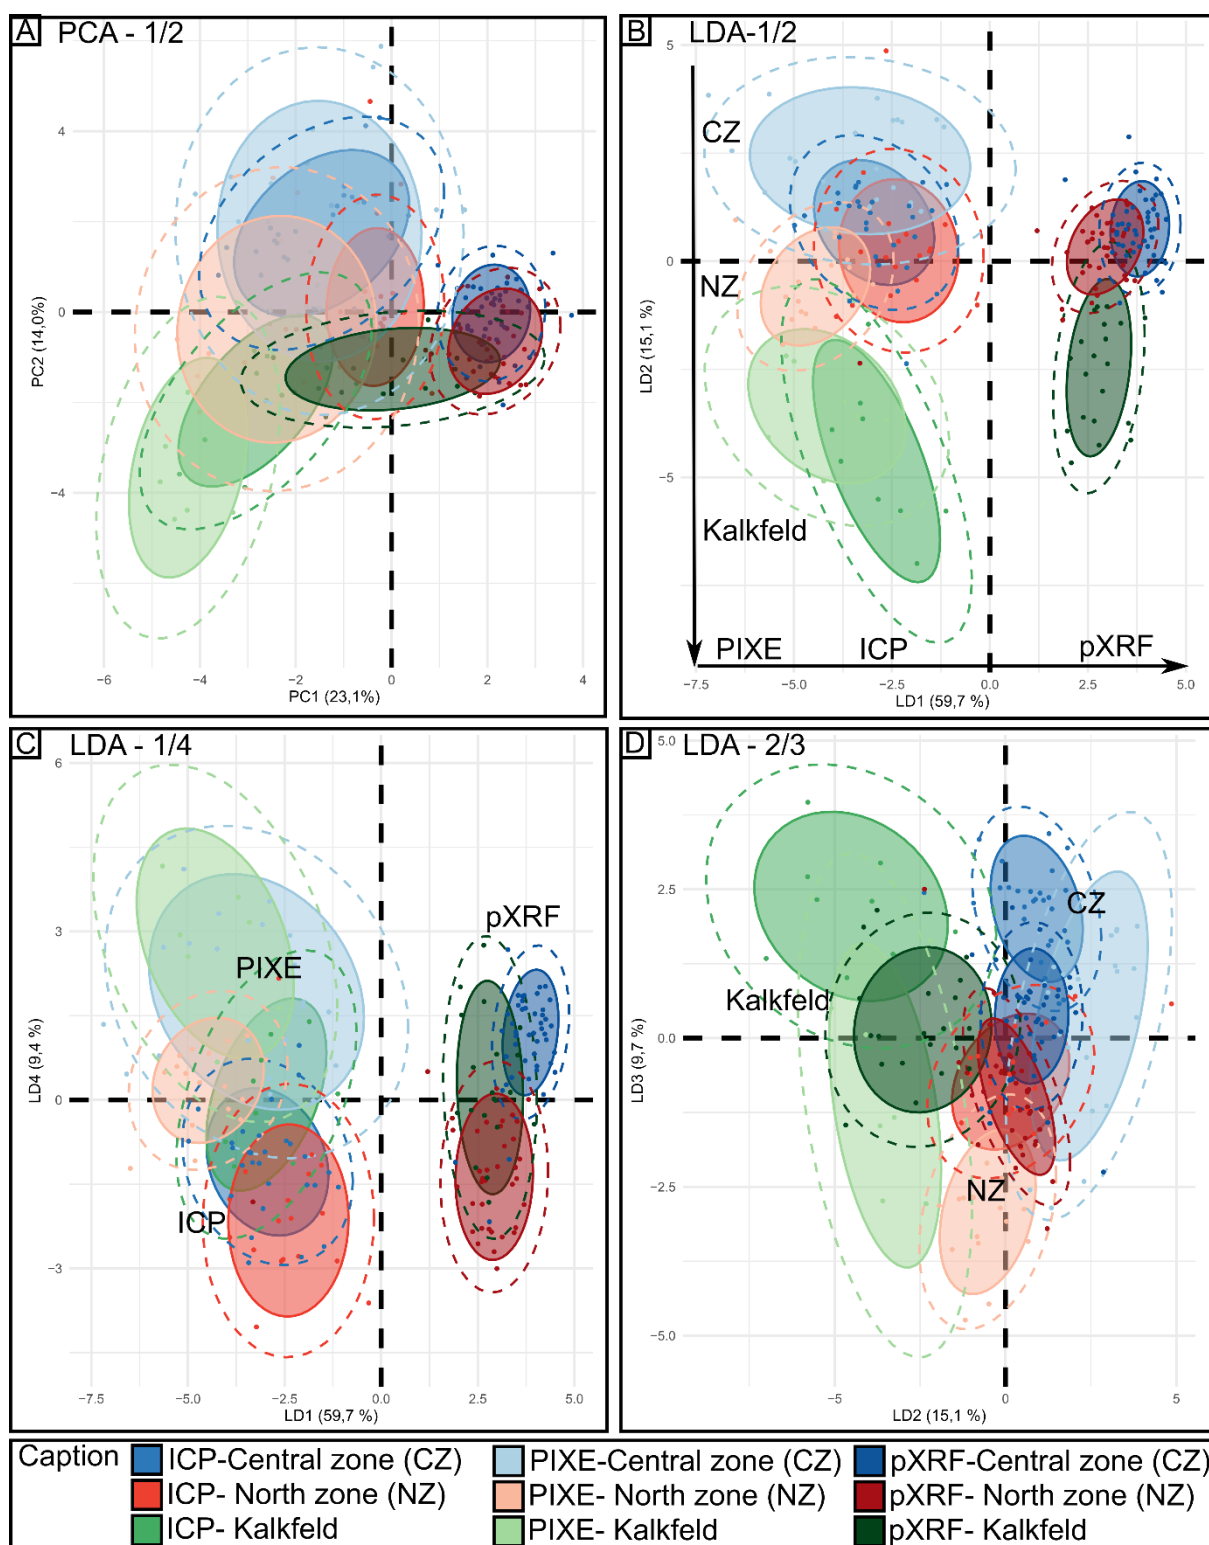 A PCA - 1/2
4
0
−4
PC2 (14,0%)
−6
−4
−2
0
2
4
PC1 (23,1%)
B LDA-1/2
5
0
−5
LD2 (15,1 %)
CZ
NZ
Kalkfeld
PIXE
ICP
pXRF
−7.5
−5.0
−2.5
0.0
2.5
5.0
LD1 (59,7 %)
C LDA - 1/4
6
3
0
−3
LD4 (9,4 %)
PIXE
ICP
pXRF
−7.5
−5.0
−2.5
0.0
2.5
5.0
LD1 (59,7 %)
D LDA - 2/3
5.0
2.5
0.0
−2.5
−5.0
LD3 (9,7 %)
CZ
Kalkfeld
NZ
−5
0
5
LD2 (15,1 %)
Caption
ICP-Central zone (CZ)
PIXE-Central zone (CZ)
pXRF-Central zone (CZ)
ICP- North zone (NZ)
PIXE- North zone (NZ)
pXRF- North zone (NZ)
ICP- Kalkfeld
PIXE- Kalkfeld
pXRF- Kalkfeld